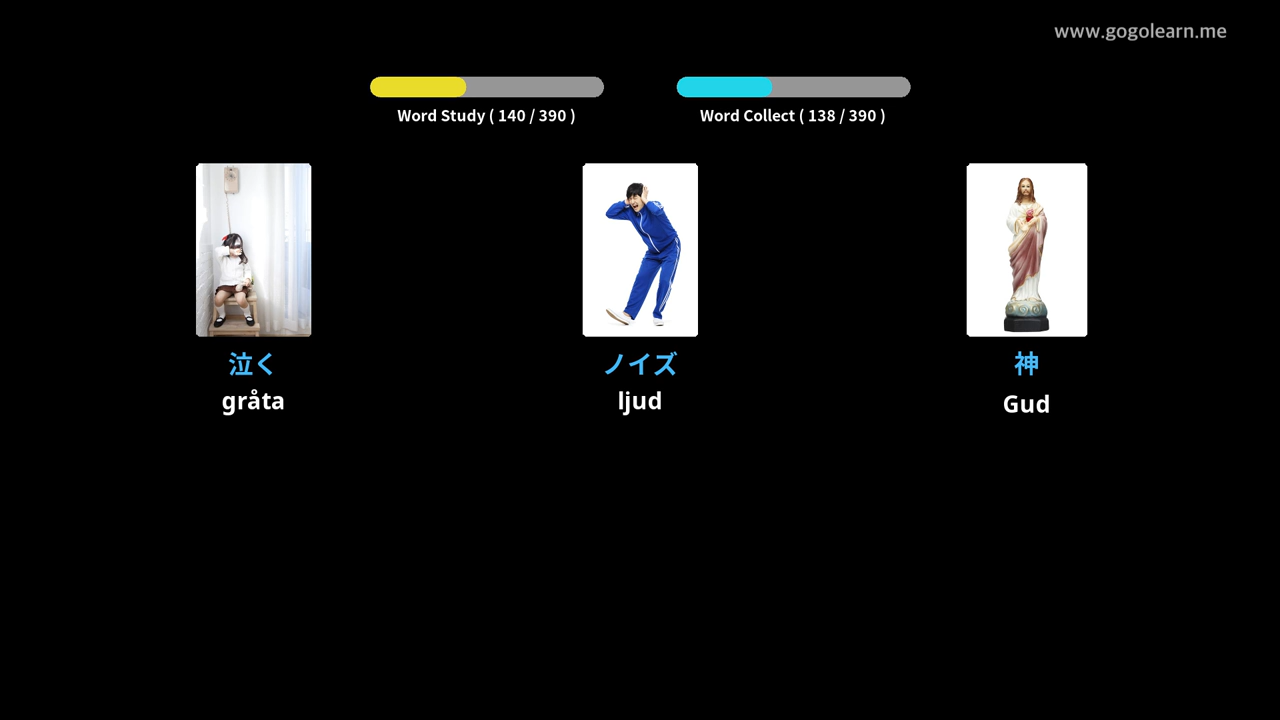 www.gogolearn.me
Word Study ( 140 / 390 )
Word Collect ( 138 / 390 )
泣く
gråta
ノイズ
ljud
神
Gud